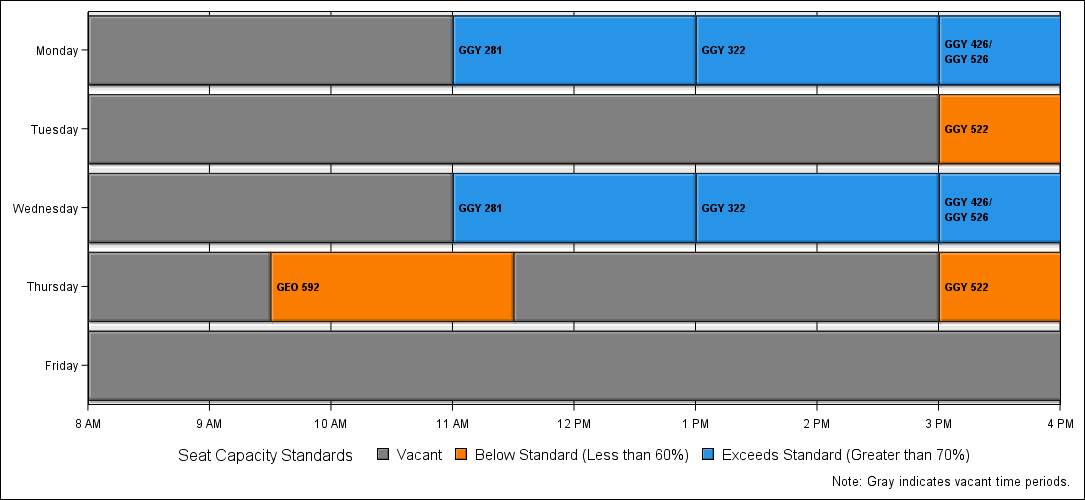 Monday
GGY 281
GGY 322
GGY 426/
GGY 526
Tuesday
GGY 522
Wednesday
GGY 281
GGY 322
GGY 426/
GGY 526
Thursday
GEO 592
GGY 522
Friday
8 AM
9 AM
10 AM
11 AM
12 PM
1 PM
2 PM
3 PM
4 PM
Seat Capacity Standards
Vacant
Below Standard (Less than 60%)
Exceeds Standard (Greater than 70%)
Note: Gray indicates vacant time periods.